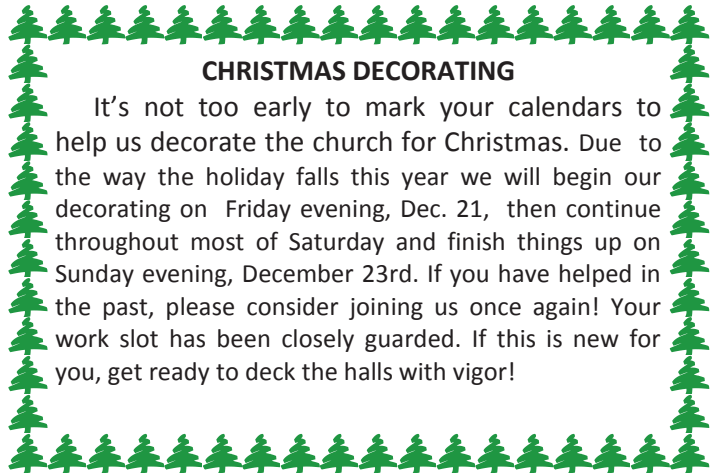 CHRISTMAS DECORATING
It’s not too early to mark your calendars to
help us decorate the church for Christmas. Due to
the way the holiday falls this year we will begin our
decorating on Friday evening, Dec. 21, then continue
throughout most of Saturday and finish things up on
Sunday evening, December 23rd. If you have helped in
the past, please consider joining us once again! Your
work slot has been closely guarded. If this is new for
you, get ready to deck the halls with vigor!